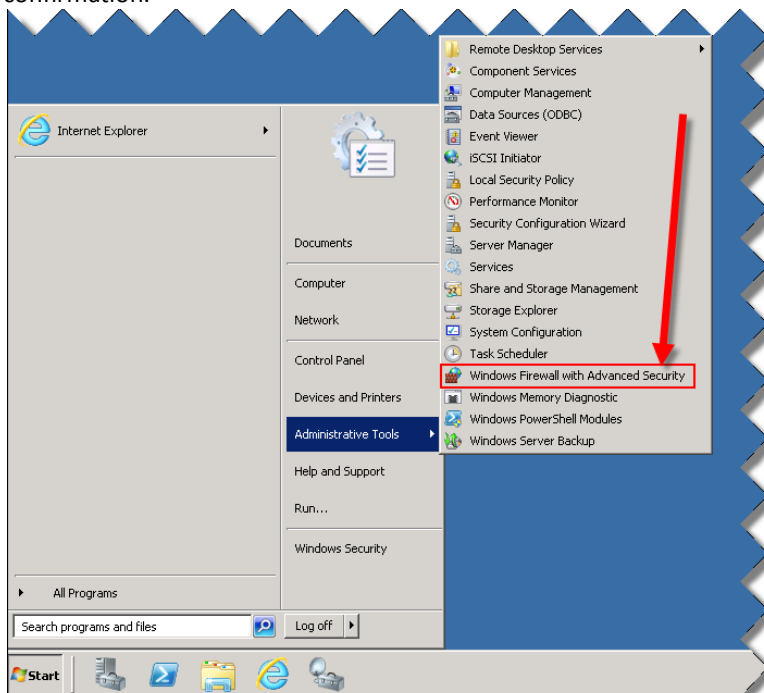 Remote Desktop Services
Component Services
Computer Management
Data Sources (ODBC)
Event Viewer
iSCSI Initiator
Local Security Policy
Performance Monitor
Security Configuration Wizard
Server Manager
Services
Share and Storage Management
Storage Explorer
System Configuration
Task Scheduler
Windows Firewall with Advanced Security
Windows Memory Diagnostic
Windows PowerShell Modules
Windows Server Backup
Internet Explorer
Documents
Computer
Network
Control Panel
Devices and Printers
Administrative Tools
Help and Support
Run...
Windows Security
All Programs
Search programs and files
Log off
Start